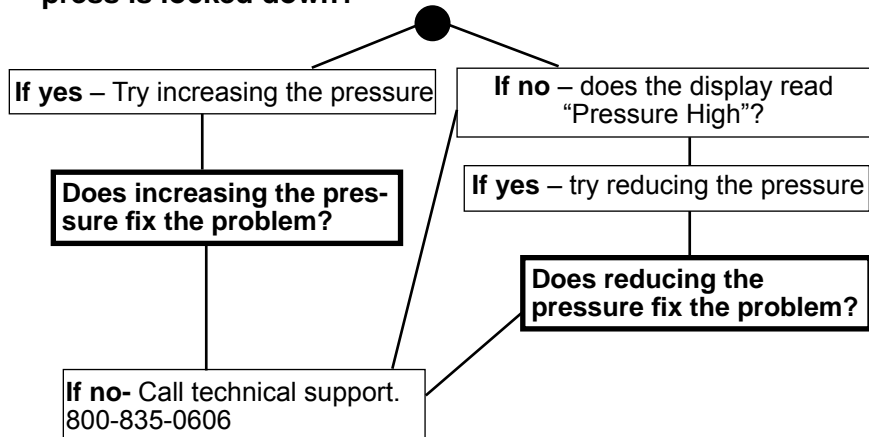 press is locked down?
If yes – Try increasing the pressure
If no – does the display read
“Pressure High”?
Does increasing the pres-
sure fix the problem?
If yes – try reducing the pressure
Does reducing the
pressure fix the problem?
If no- Call technical support.
800-835-0606